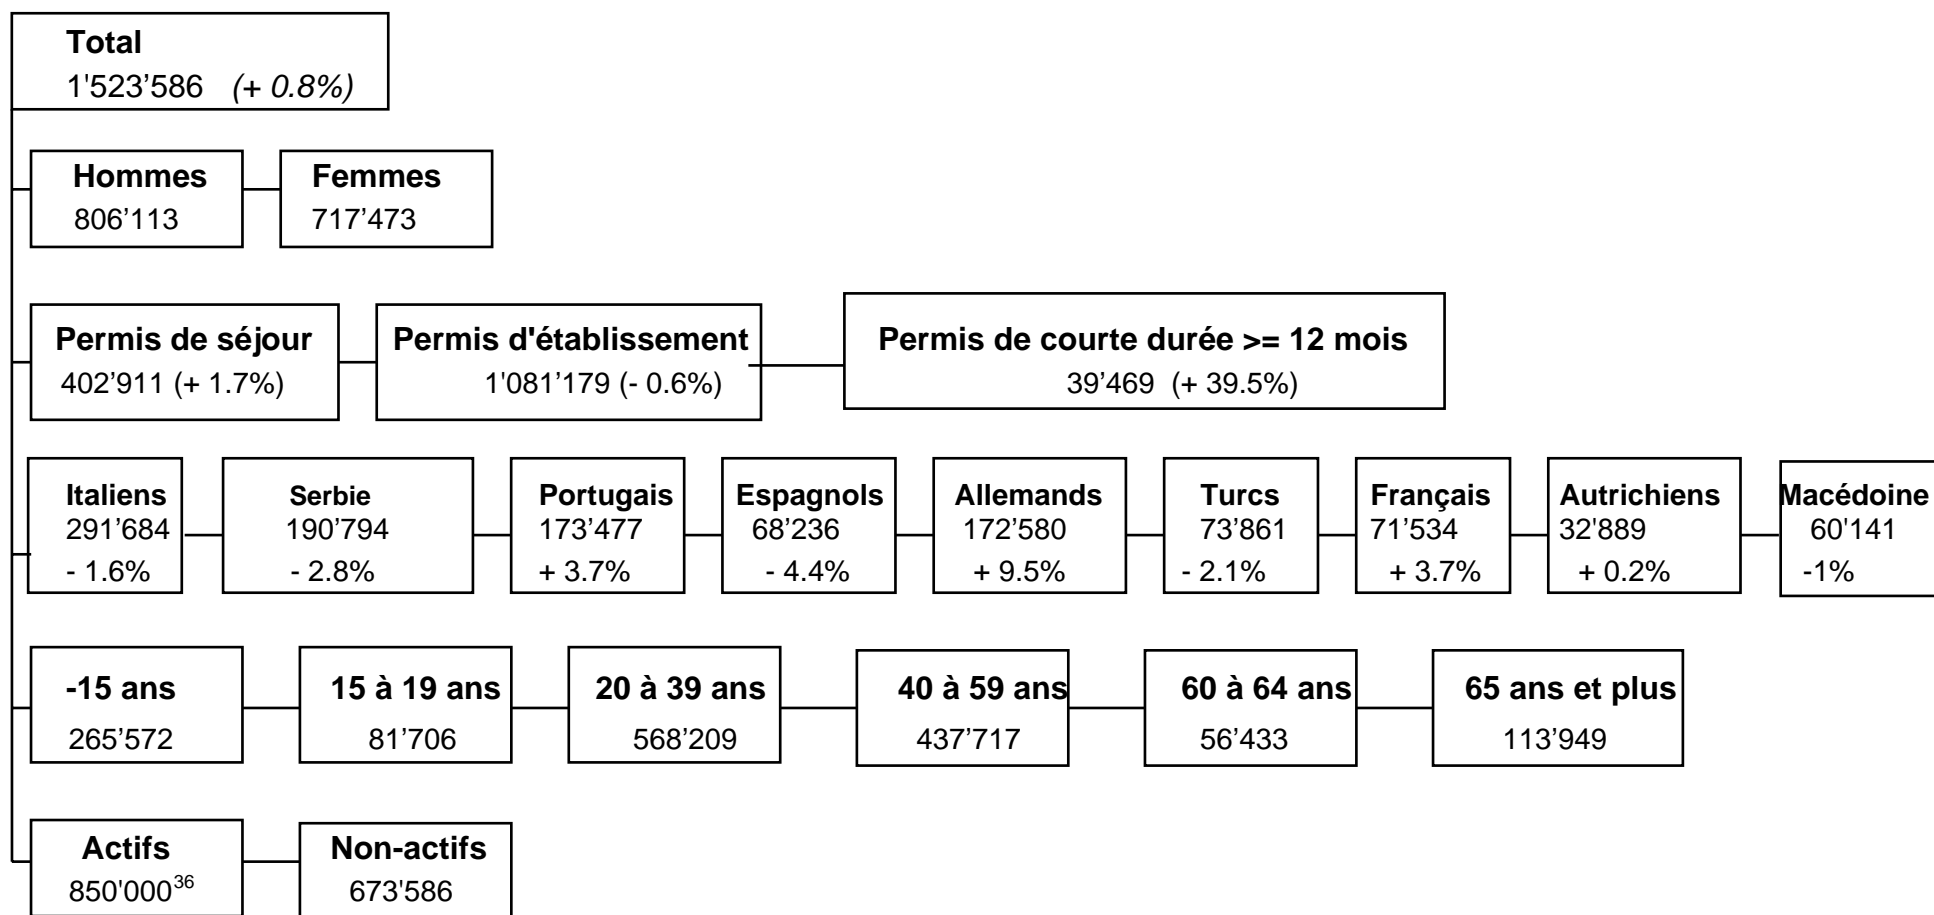 Total
1'523'586 (+ 0.8%)
Hommes
806’113
Femmes
717’473
Permis de séjour
402’911 (+ 1.7%)
Permis d'établissement
1'081’179 (- 0.6%)
Permis de courte durée >= 12 mois
39’469 (+ 39.5%)
Italiens
291’684
- 1.6%
Serbie
190’794
- 2.8%
Portugais
173’477
+ 3.7%
Espagnols
68’236
- 4.4%
Allemands
172’580
+ 9.5%
Turcs
73’861
- 2.1%
Français
71’534
+ 3.7%
Autrichiens
32'889
+ 0.2%
Macédoine
60'141
-1%
-15 ans
265’572
15 à 19 ans
81’706
20 à 39 ans
568’209
40 à 59 ans
437’717
60 à 64 ans
56’433
65 ans et plus
113’949
Actifs
850'000³⁶
Non-actifs
673’586